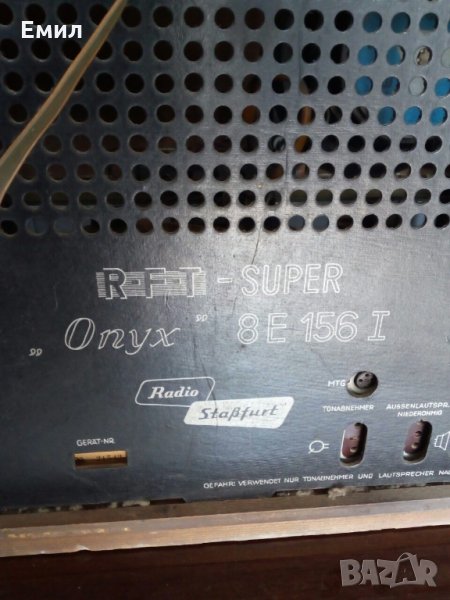 Емил
R-F-T - SUPER
„Onyx" 8 E 156 I
Radio
Staßfurt
MTG
TONABNEHMER
AUSSENLAUTSPR.
NIEDEROHMIG
GERÄT-NR.
GEFAHR: VERWENDET NUR TONABNEHMER UND LAUTSPRECHER
BAZAR